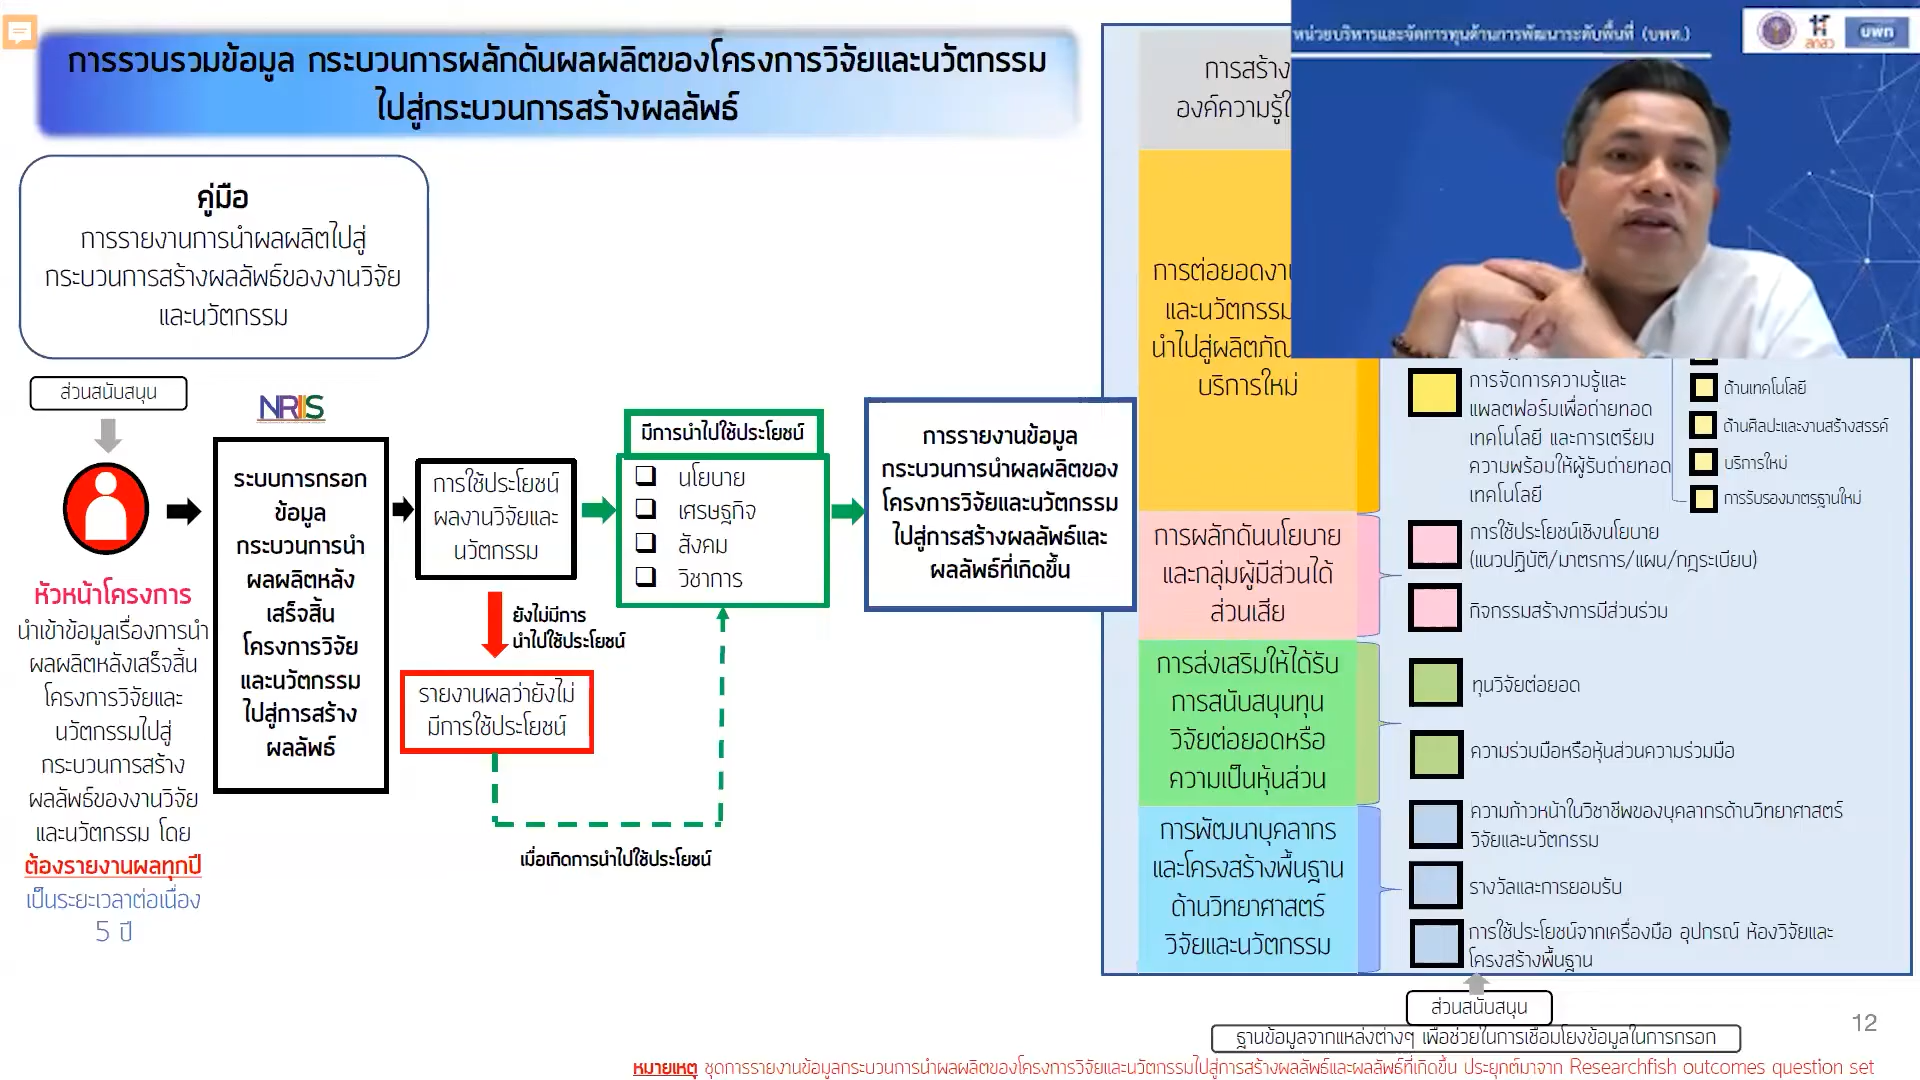 การรวบรวมข้อมูล กระบวนการผลักดันผลผลิตของโครงการวิจัยและนวัตกรรม
ไปสู่กระบวนการสร้างผลลัพธ์
คู่มือ
การรายงานการนำผลผลิตไปสู่
กระบวนการสร้างผลลัพธ์ของงานวิจัย
และนวัตกรรม
ส่วนสนับสนุน
หัวหน้าโครงการ
นำเข้าข้อมูลเรื่องการนำ
ผลผลิตหลังเสร็จสิ้น
โครงการวิจัยและ
นวัตกรรมไปสู่
กระบวนการสร้าง
ผลลัพธ์ของงานวิจัย
และนวัตกรรม โดย
ต้องรายงานผลทุกปี
เป็นระยะเวลาต่อเนื่อง
5 ปี
NRIIS
ระบบการกรอก
ข้อมูล
กระบวนการนำ
ผลผลิตหลัง
เสร็จสิ้น
โครงการวิจัย
และนวัตกรรม
ไปสู่การสร้าง
ผลลัพธ์
การใช้ประโยชน์
ผลงานวิจัยและ
นวัตกรรม
ยังไม่มีการ
นำไปใช้ประโยชน์
รายงานผลว่ายังไม่
มีการใช้ประโยชน์
เมื่อเกิดการนำไปใช้ประโยชน์
มีการนำไปใช้ประโยชน์
นโยบาย
เศรษฐกิจ
สังคม
วิชาการ
การรายงานข้อมูล
กระบวนการนำผลผลิตของ
โครงการวิจัยและนวัตกรรม
ไปสู่การสร้างผลลัพธ์และ
ผลลัพธ์ที่เกิดขึ้น
หน่วยบริหารและจัดการทุนด้านการพัฒนาระดับพื้นที่ (บพท.)
สกสว
บพท
การสร้าง
องค์ความรู้
การต่อยอดงาน
และนวัตกรรม
นำไปสู่ผลิตภัณ
บริการใหม่
การจัดการความรู้และ
แพลตฟอร์มเพื่อถ่ายทอด
เทคโนโลยี และการเตรียม
ความพร้อมให้ผู้รับถ่ายทอด
เทคโนโลยี
ด้านเทคโนโลยี
ด้านศิลปะและงานสร้างสรรค์
บริการใหม่
การรับรองมาตรฐานใหม่
การผลักดันนโยบาย
และกลุ่มผู้มีส่วนได้
ส่วนเสีย
การใช้ประโยชน์เชิงนโยบาย
(แนวปฏิบัติ/มาตรการ/แผน/กฎระเบียบ)
กิจกรรมสร้างการมีส่วนร่วม
การส่งเสริมให้ได้รับ
การสนับสนุนทุน
วิจัยต่อยอดหรือ
ความเป็นหุ้นส่วน
ทุนวิจัยต่อยอด
ความร่วมมือหรือหุ้นส่วนความร่วมมือ
การพัฒนาบุคลากร
และโครงสร้างพื้นฐาน
ด้านวิทยาศาสตร์
วิจัยและนวัตกรรม
ความก้าวหน้าในวิชาชีพของบุคลากรด้านวิทยาศาสตร์
วิจัยและนวัตกรรม
รางวัลและการยอมรับ
การใช้ประโยชน์จากเครื่องมือ อุปกรณ์ ห้องวิจัยและ
โครงสร้างพื้นฐาน
ส่วนสนับสนุน
ฐานข้อมูลจากแหล่งต่างๆ เพื่อช่วยในการเชื่อมโยงข้อมูลในการกรอก
12
หมายเหตุ ชุดการรายงานข้อมูลกระบวนการนำผลผลิตของโครงการวิจัยและนวัตกรรมไปสู่การสร้างผลลัพธ์และผลลัพธ์ที่เกิดขึ้น ประยุกต์มาจาก Researchfish outcomes question set